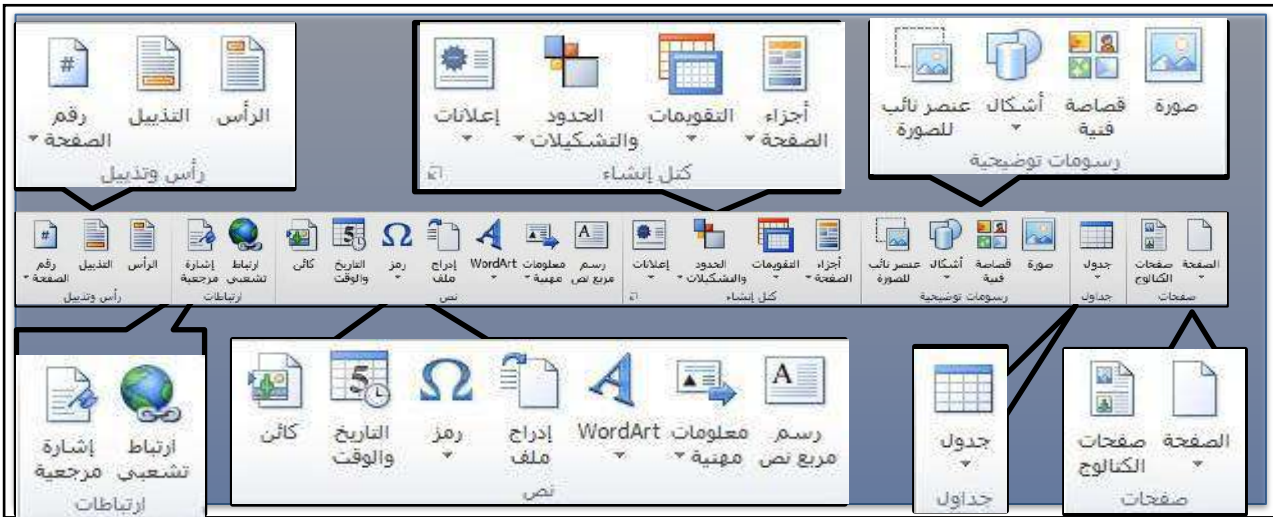 صورة
قصاصة
فنية
أشكال
عنصر نائب
للصورة
رسومات توضيحية
أجزاء
الصفحة
التقويمات
الحدود
والتشكيلات
إعلانات
كتل إنشاء
الرأس
التذييل
رقم
الصفحة
#
رأس وتذييل
الصفحة
صفحات
الكتالوج
صفحات
جدول
جداول
صورة
قصاصة
فنية
أشكال
عنصر نائب
للصورة
رسومات توضيحية
أجزاء
الصفحة
التقويمات
الحدود
والتشكيلات
إعلانات
كتل إنشاء
A
رسم
مربع نص
معلومات
مهنية
WordArt
إدراج
ملف
رمز
5
التاريخ
والوقت
كائن
نص
ارتباط
تشعبي
إشارة
مرجعية
ارتباطات
الرأس
التذييل
رقم
الصفحة
#
رأس وتذييل
الصفحة
صفحات
الكتالوج
صفحات
جدول
جداول
A
رسم
مربع نص
معلومات
مهنية
WordArt
إدراج
ملف
رمز
5
التاريخ
والوقت
كائن
نص
ارتباط
تشعبي
إشارة
مرجعية
ارتباطات